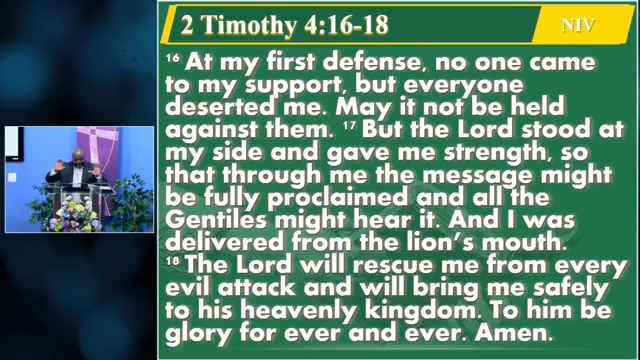 2 Timothy 4:16-18
NIV
16 At my first defense, no one came
to my support, but everyone
deserted me. May it not be held
against them. 17 But the Lord stood at
my side and gave me strength, so
that through me the message might
be fully proclaimed and all the
Gentiles might hear it. And I was
delivered from the lion's mouth.
18 The Lord will rescue me from every
evil attack and will bring me safely
to his heavenly kingdom. To him be
glory for ever and ever. Amen.